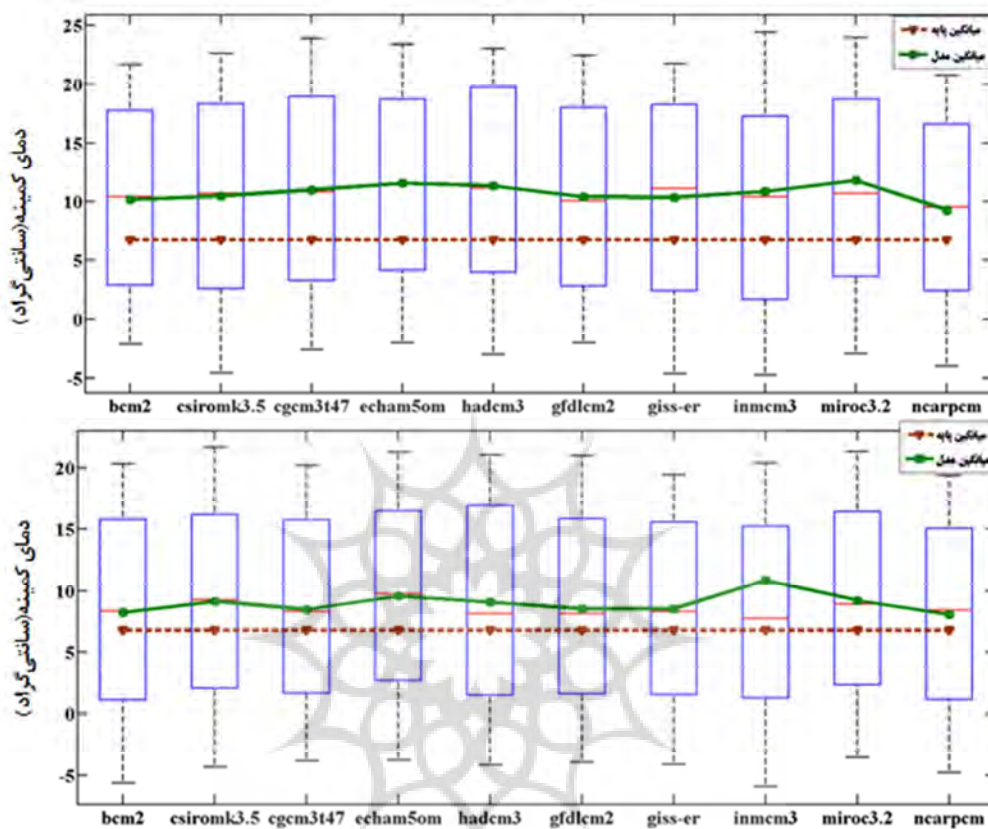 25
میانگین پایه
میانگین مدل
20
15
10
5
0
-5
دمای کمینه(سانتی‌گراد)
bcm2 csiromk3.5 cgcm3t47 echam5om hadcm3 gfdlcm2 giss-er inmcm3 miroc3.2 ncarpcm
میانگین پایه
میانگین مدل
20
15
10
5
0
-5
دمای کمینه(سانتی‌گراد)
bcm2 csiromk3.5 cgcm3t47 echam5om hadcm3 gfdlcm2 giss-er inmcm3 miroc3.2 ncarpcm